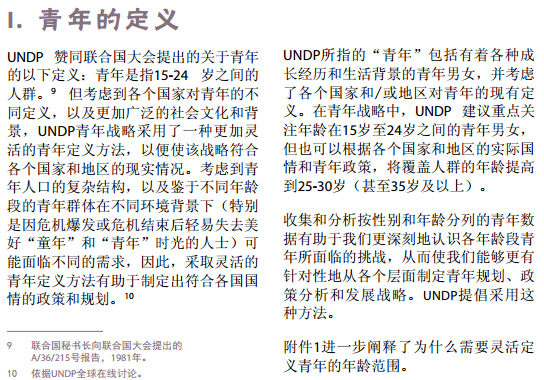 I. 青年的定义
UNDP 赞同联合国大会提出的关于青年
的以下定义：青年是指15-24 岁之间的
人群。9 但考虑到各个国家对青年的不
同定义，以及更加广泛的社会文化和背
景，UNDP青年战略采用了一种更加灵
活的青年定义方法，以便使该战略符合
各个国家和地区的现实情况。考虑到青
年人口的复杂结构，以及鉴于不同年龄
段的青年群体在不同环境背景下（特别
是因危机爆发或危机结束后轻易失去美
好“童年”和“青年”时光的人士）可
能面临不同的需求，因此，采取灵活的
青年定义方法有助于制定出符合各国国
情的政策和规划。10
9 联合国秘书长向联合国大会提出的
A/36/215号报告，1981年。
10 依据UNDP全球在线讨论。
UNDP所指的“青年”包括有着各种成
长经历和生活背景的青年男女，并考虑
了各个国家和/或地区对青年的现有定
义。在青年战略中，UNDP 建议重点关
注年龄在15岁至24岁之间的青年男女，
但也可以根据各个国家和地区的实际国
情和青年政策，将覆盖人群的年龄提高
到25-30岁（甚至35岁及以上）。
收集和分析按性别和年龄分列的青年数
据有助于我们更深刻地认识各年龄段青
年所面临的挑战，从而使我们能够更有
针对性地从各个层面制定青年规划、政
策分析和发展战略。UNDP提倡采用这
种方法。
附件1进一步阐释了为什么需要灵活定
义青年的年龄范围。